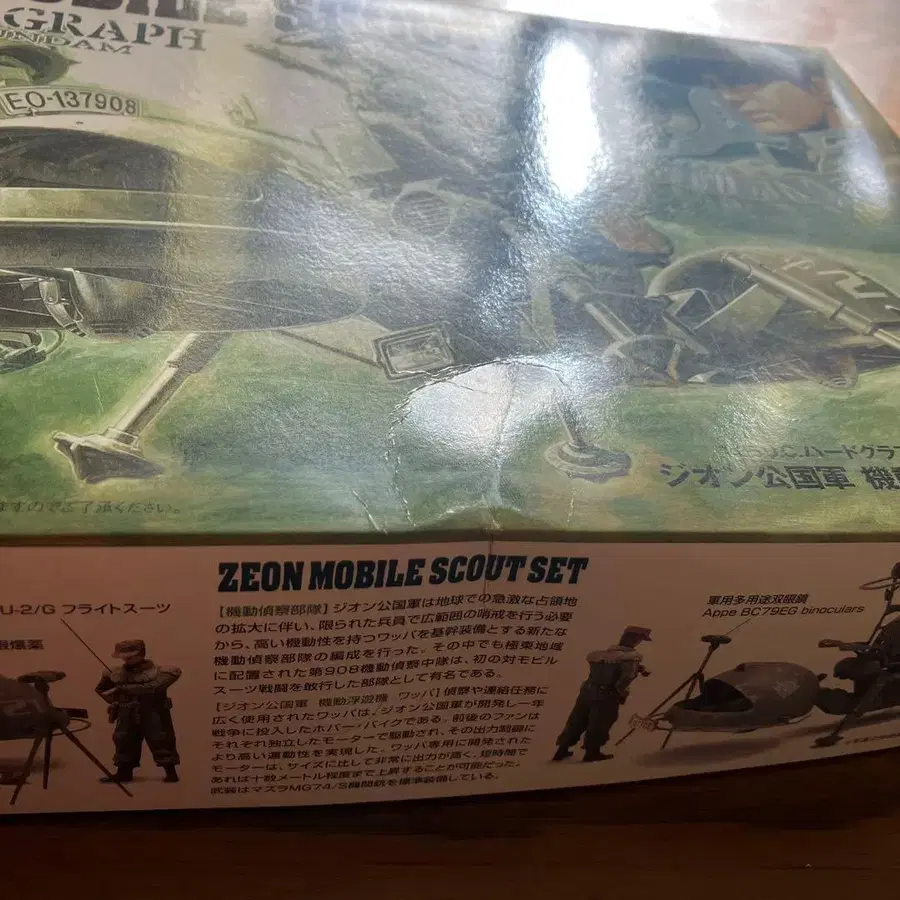 GRAPH
EO-137908
ジオン公国軍 機
ますのでご了承ください。
ZEON MOBILE SCOUT SET
U-2/G フライトスーツ
【機動偵察部隊】ジオン公国軍は地球での急激な占領地
の拡大に伴い、限られた兵員で広範囲の哨戒を行う必要
から、高い機動性を持つワッパを基幹装備とする新たな
機動偵察部隊の編成を行った。その中でも極東地域
に配置された第908機動偵察中隊は、初の対モビル
スーツ戦闘を敢行した部隊として有名である。
【ジオン公国軍 機動浮遊機 ワッパ】偵察や連絡任務に
広く使用されたワッパは、ジオン公国軍が開発し一年
戦争に投入したホバー・バイクである。前後のファンは
それぞれ独立したモーターで駆動され、その出力制御に
より高い運動性を実現した。ワッパ専用に開発された
モーターは、サイズに比して非常に出力が高く、短時間で
あれば十数メートル程度まで上昇することが可能だった。
武装はマズラMG74/S機関銃を標準装備している。
軍用多用途双眼鏡
Appe BC79EG binoculars